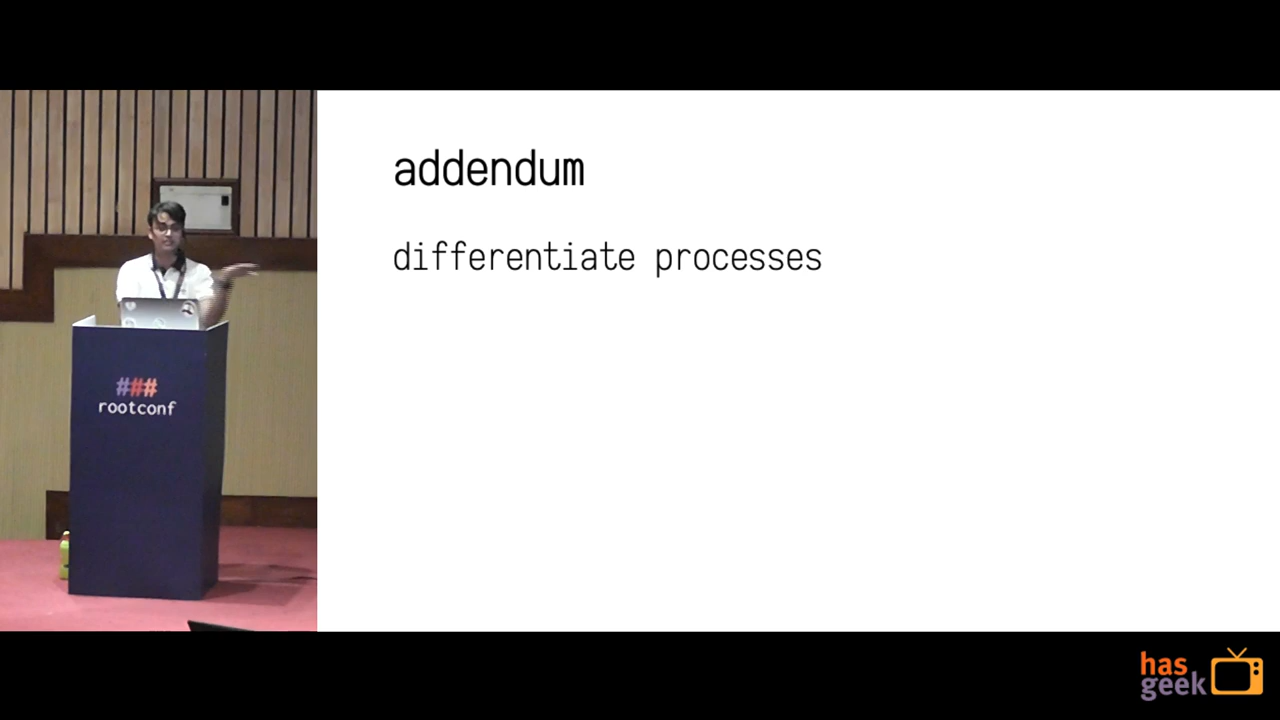 addendum
differentiate processes
###
rootconf
has
geek